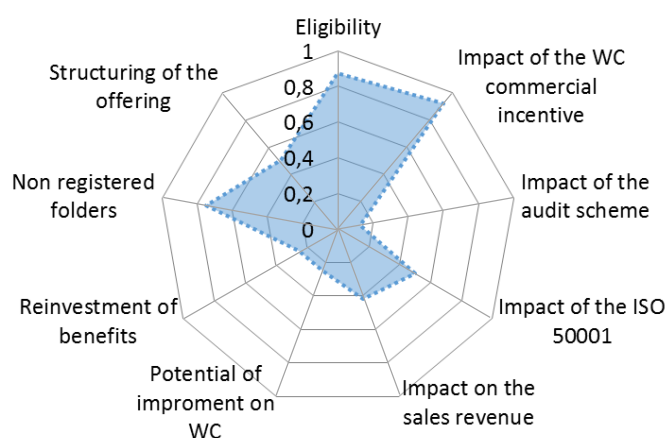 Eligibility
1
0,8
0,6
0,4
0,2
0
Impact of the WC
commercial
incentive
Impact of the
audit scheme
Impact of the ISO
50001
Impact on the
sales revenue
Potential of
improment on
WC
Reinvestment of
benefits
Non registered
folders
Structuring of the
offering